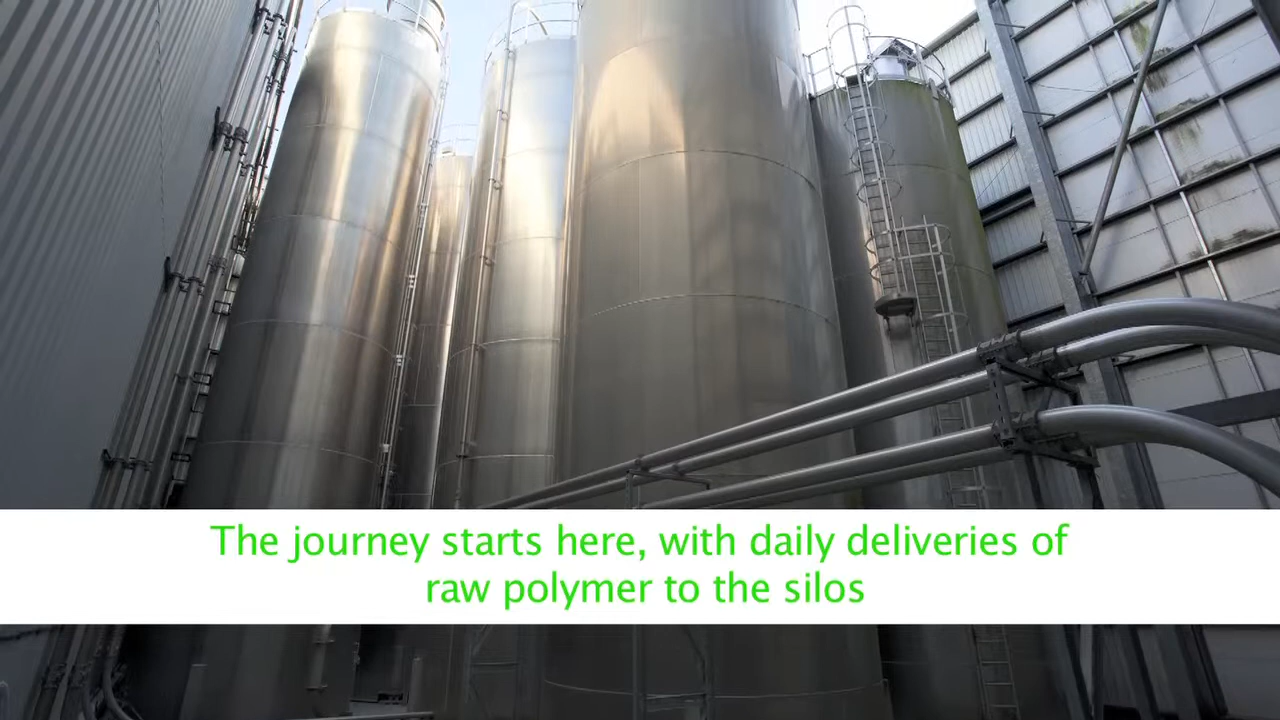 The journey starts here, with daily deliveries of
raw polymer to the silos